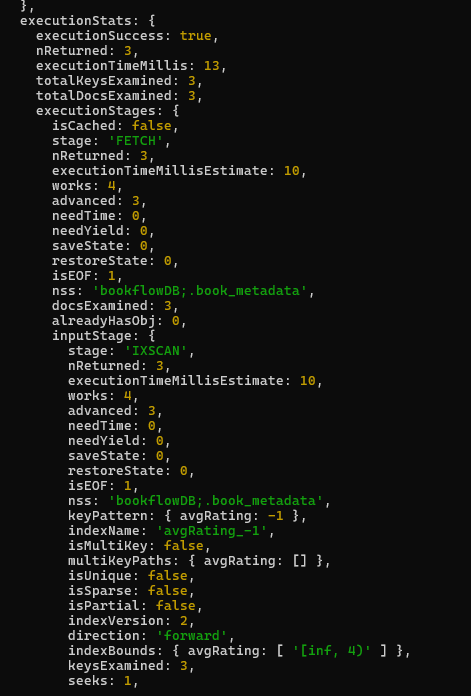 },
executionStats: {
executionSuccess: true,
nReturned: 3,
executionTimeMillis: 13,
totalKeysExamined: 3,
totalDocsExamined: 3,
executionStages: {
isCached: false,
stage: 'FETCH',
nReturned: 3,
executionTimeMillisEstimate: 10,
works: 4,
advanced: 3,
needTime: 0,
needYield: 0,
saveState: 0,
restoreState: 0,
isEOF: 1,
nss: 'bookflowDB;.book_metadata',
docsExamined: 3,
alreadyHasObj: 0,
inputStage: {
stage: 'IXSCAN',
nReturned: 3,
executionTimeMillisEstimate: 10,
works: 4,
advanced: 3,
needTime: 0,
needYield: 0,
saveState: 0,
restoreState: 0,
isEOF: 1,
nss: 'bookflowDB;.book_metadata',
keyPattern: { avgRating: -1 },
indexName: 'avgRating_-1',
isMultiKey: false,
multiKeyPaths: { avgRating: [] },
isUnique: false,
isSparse: false,
isPartial: false,
indexVersion: 2,
direction: 'forward',
indexBounds: { avgRating: [ '[inf, 4)' ] },
keysExamined: 3,
seeks: 1,